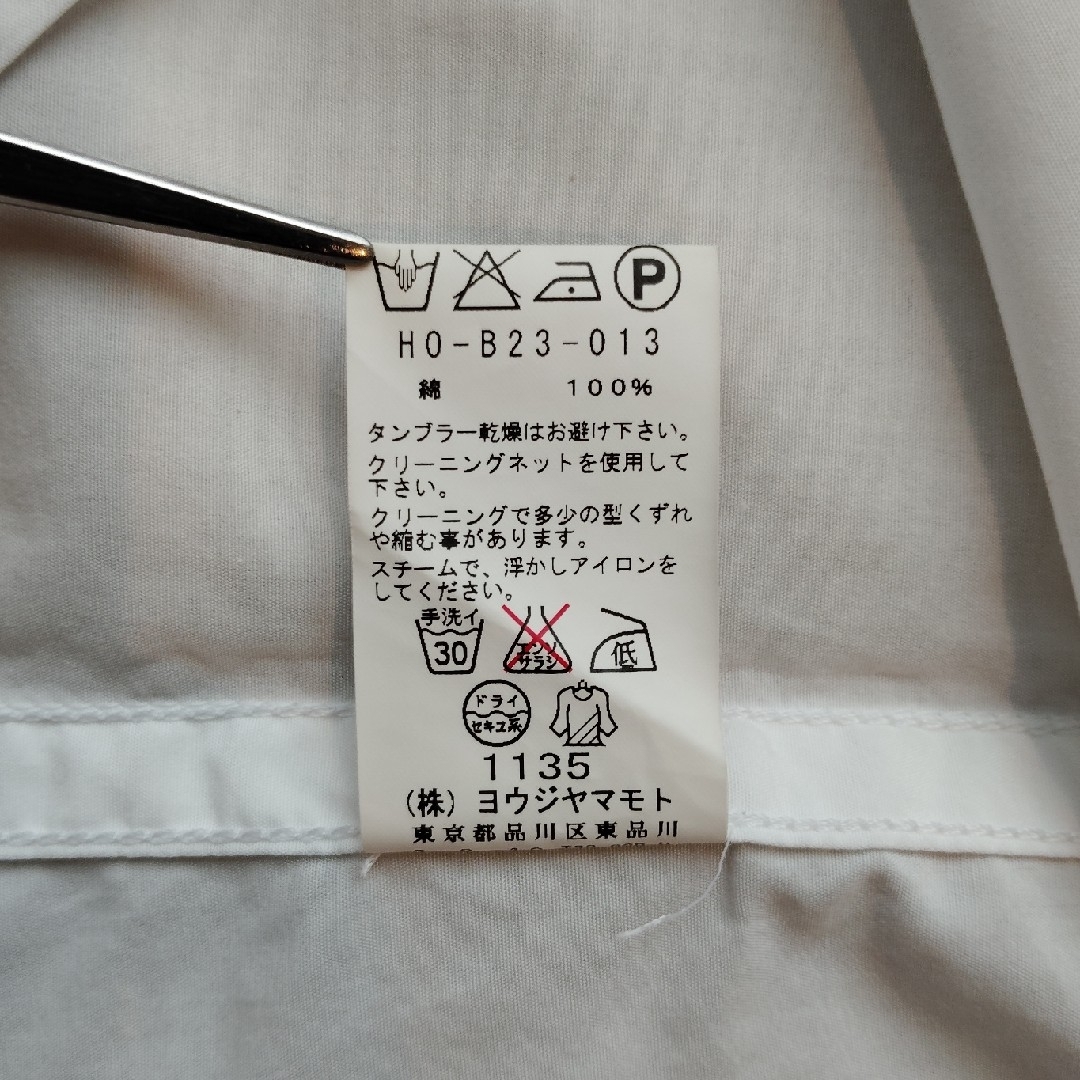 P
HO-B23-013
綿 100%
タンブラー乾燥はお避け下さい。
クリーニングネットを使用して
下さい。
クリーニングで多少の型くずれ
や縮む事があります。
スチームで、浮かしアイロンを
してください。
手洗イ
30
エンソ
サラシ
低
ドライ
セキユ系
1135
(株)ヨウジヤマモト
東京都品川区東品川